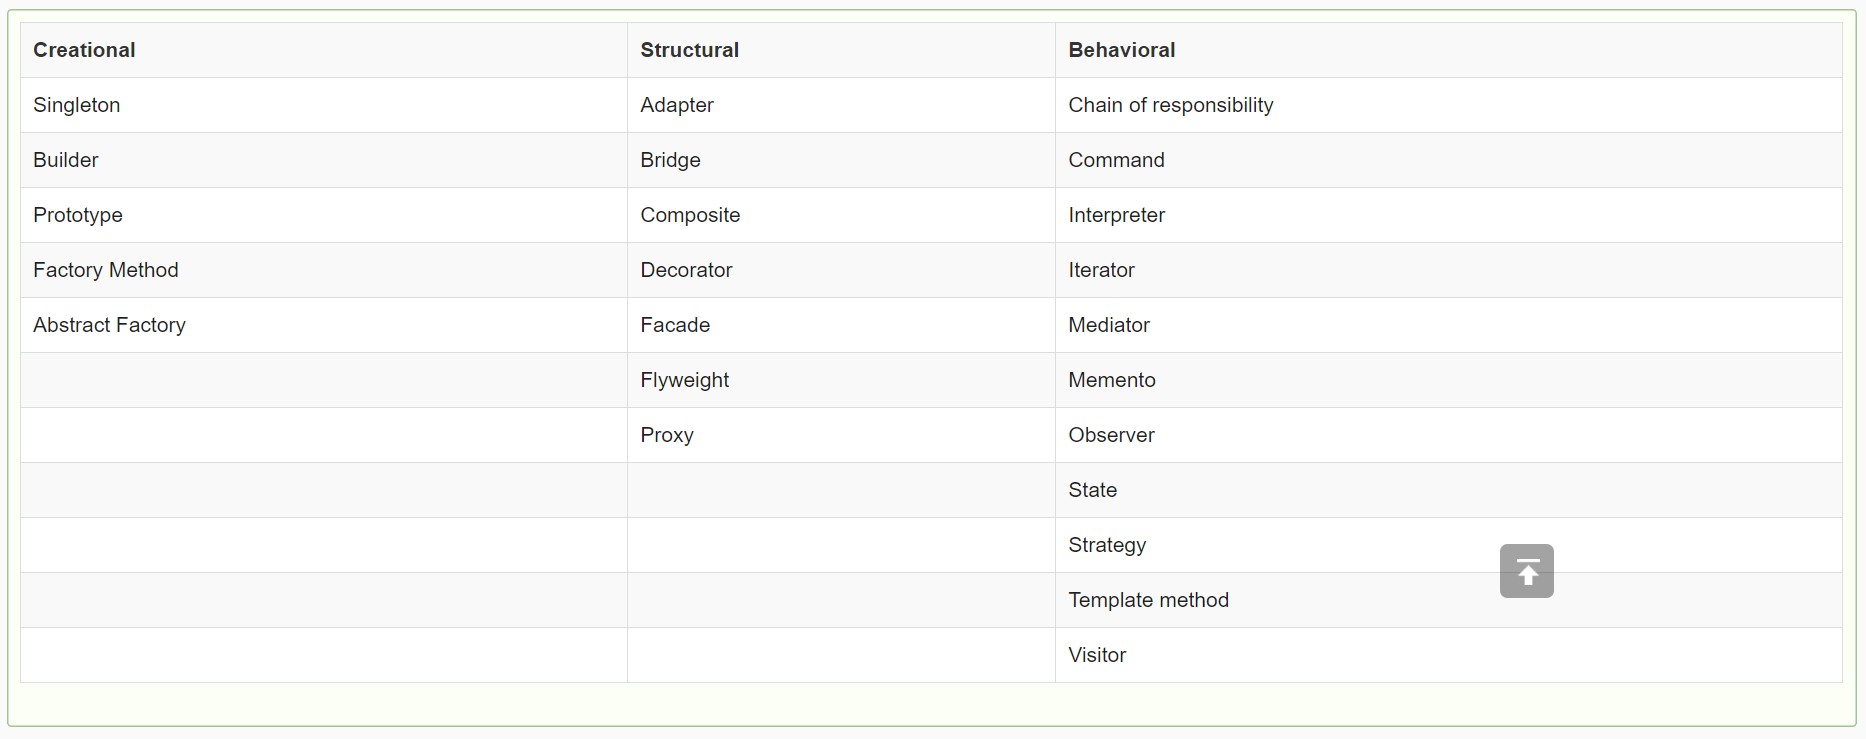 Creational Structural Behavioral
Singleton Adapter Chain of responsibility
Builder Bridge Command
Prototype Composite Interpreter
Factory Method Decorator Iterator
Abstract Factory Facade Mediator
Flyweight Memento
Proxy Observer
State
Strategy
Template method
Visitor